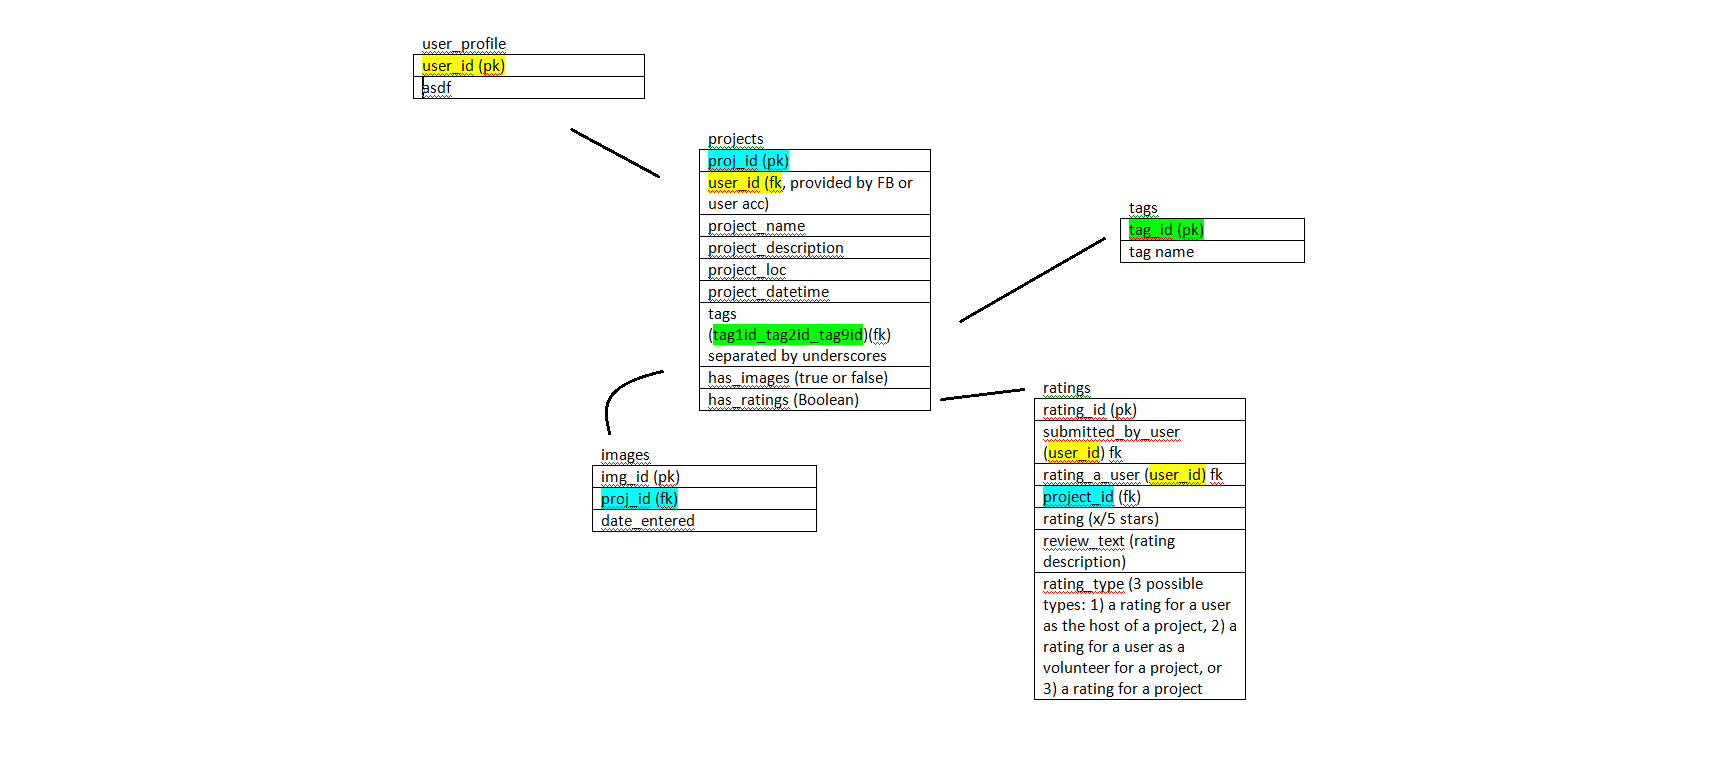 user_profile
user_id (pk)
asdf
projects
proj_id (pk)
user_id (fk, provided by FB or
user acc)
project_name
project_description
project_loc
project_datetime
tags
(tag1id_tag2id_tag9id)(fk)
separated by underscores
has_images (true or false)
has_ratings (Boolean)
tags
tag_id (pk)
tag name
images
img_id (pk)
proj_id (fk)
date_entered
ratings
rating_id (pk)
submitted_by_user
(user_id) fk
rating_a_user (user_id) fk
project_id (fk)
rating (x/5 stars)
review_text (rating
description)
rating_type (3 possible
types: 1) a rating for a user
as the host of a project, 2) a
rating for a user as a
volunteer for a project, or
3) a rating for a project